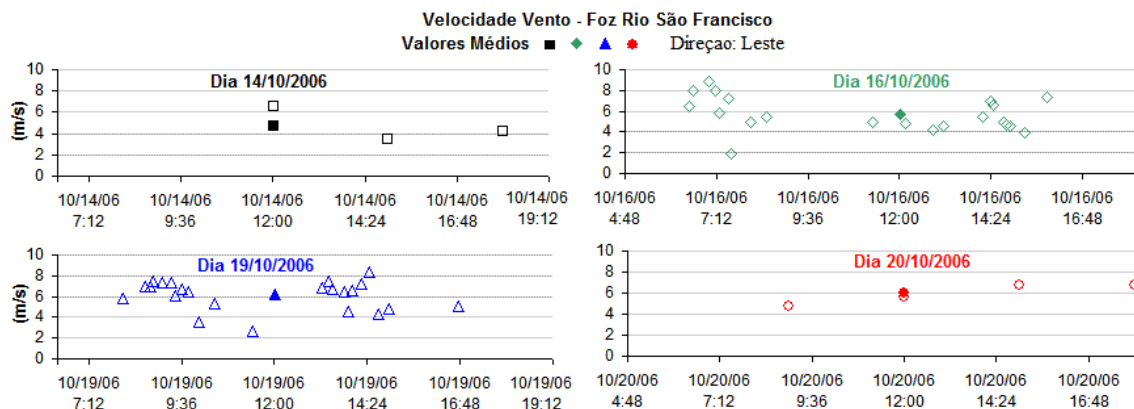 Velocidade Vento - Foz Rio São Francisco
Valores Médios Direçao: Leste
Dia 14/10/2006
(m/s)
10
8
6
4
2
0
10/14/06 10/14/06 10/14/06 10/14/06 10/14/06 10/14/06
7:12 9:36 12:00 14:24 16:48 19:12
Dia 16/10/2006
10
8
6
4
2
0
10/16/06 10/16/06 10/16/06 10/16/06 10/16/06 10/16/06
4:48 7:12 9:36 12:00 14:24 16:48
Dia 19/10/2006
(m/s)
10
8
6
4
2
0
10/19/06 10/19/06 10/19/06 10/19/06 10/19/06 10/19/06
7:12 9:36 12:00 14:24 16:48 19:12
Dia 20/10/2006
10
8
6
4
2
0
10/20/06 10/20/06 10/20/06 10/20/06 10/20/06 10/20/06
4:48 7:12 9:36 12:00 14:24 16:48